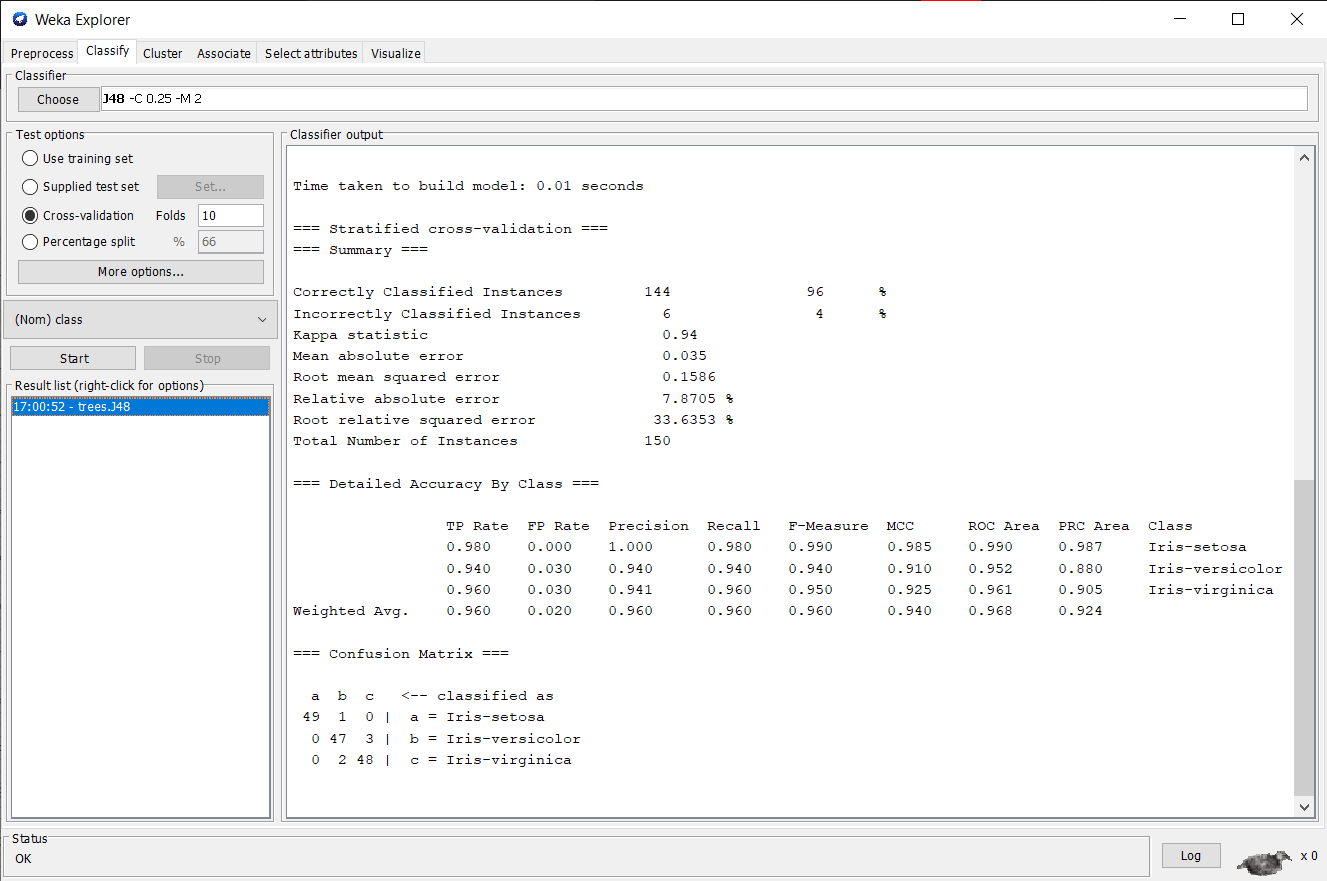 Weka Explorer
Preprocess Classify Cluster Associate Select attributes Visualize
Classifier
Choose J48 -C 0.25 -M 2
Test options
Use training set
Supplied test set Set...
Cross-validation Folds 10
Percentage split % 66
More options...
(Nom) class
Start Stop
Result list (right-click for options)
17:00:52 - trees.J48
Classifier output
Time taken to build model: 0.01 seconds
=== Stratified cross-validation ===
=== Summary ===
Correctly Classified Instances 144 96 %
Incorrectly Classified Instances 6 4 %
Kappa statistic 0.94
Mean absolute error 0.035
Root mean squared error 0.1586
Relative absolute error 7.8705 %
Root relative squared error 33.6353 %
Total Number of Instances 150
=== Detailed Accuracy By Class ===
TP Rate FP Rate Precision Recall F-Measure MCC ROC Area PRC Area Class
0.980 0.000 1.000 0.980 0.990 0.985 0.990 0.987 Iris-setosa
0.940 0.030 0.940 0.940 0.940 0.910 0.952 0.880 Iris-versicolor
0.960 0.030 0.941 0.960 0.950 0.925 0.961 0.905 Iris-virginica
Weighted Avg. 0.960 0.020 0.960 0.960 0.960 0.940 0.968 0.924
=== Confusion Matrix ===
a b c <-- classified as
49 1 0 | a = Iris-setosa
0 47 3 | b = Iris-versicolor
0 2 48 | c = Iris-virginica
Status
OK
Log
x 0